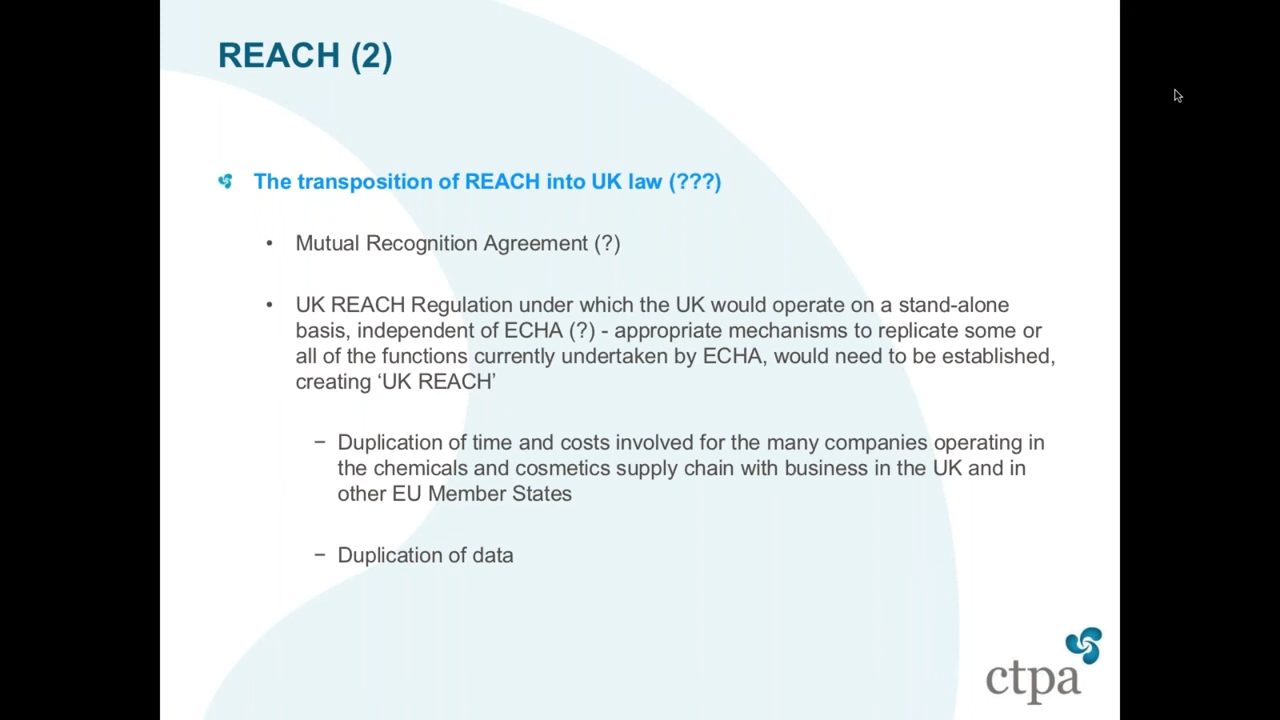 REACH (2)
The transposition of REACH into UK law (???)
• Mutual Recognition Agreement (?)
• UK REACH Regulation under which the UK would operate on a stand-alone
basis, independent of ECHA (?) - appropriate mechanisms to replicate some or
all of the functions currently undertaken by ECHA, would need to be established,
creating ‘UK REACH’
− Duplication of time and costs involved for the many companies operating in
the chemicals and cosmetics supply chain with business in the UK and in
other EU Member States
− Duplication of data
ctpa